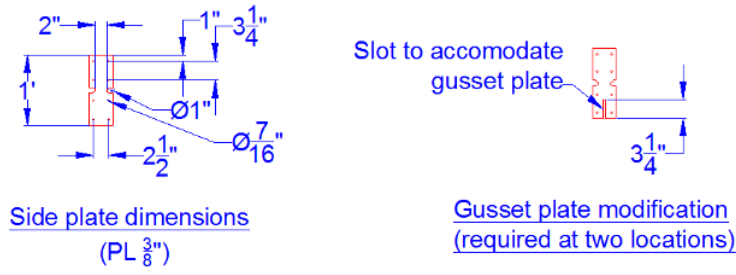 2"
1"
3 1/4"
1'
Ø1"
Ø 7/16"
2 1/2"
Side plate dimensions
(PL 3/8")
Slot to accomodate
gusset plate
3 1/4"
Gusset plate modification
(required at two locations)